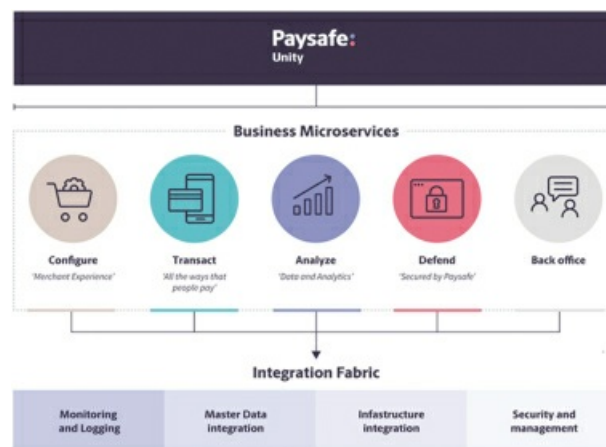 Paysafe:
Unity
Business Microservices
Configure
'Merchant Experience'
Transact
'All the ways that
people pay'
Analyze
'Data and Analytics'
Defend
'Secured by Paysafe'
Back office
Integration Fabric
Monitoring
and Logging
Master Data
integration
Infastructure
integration
Security and
management